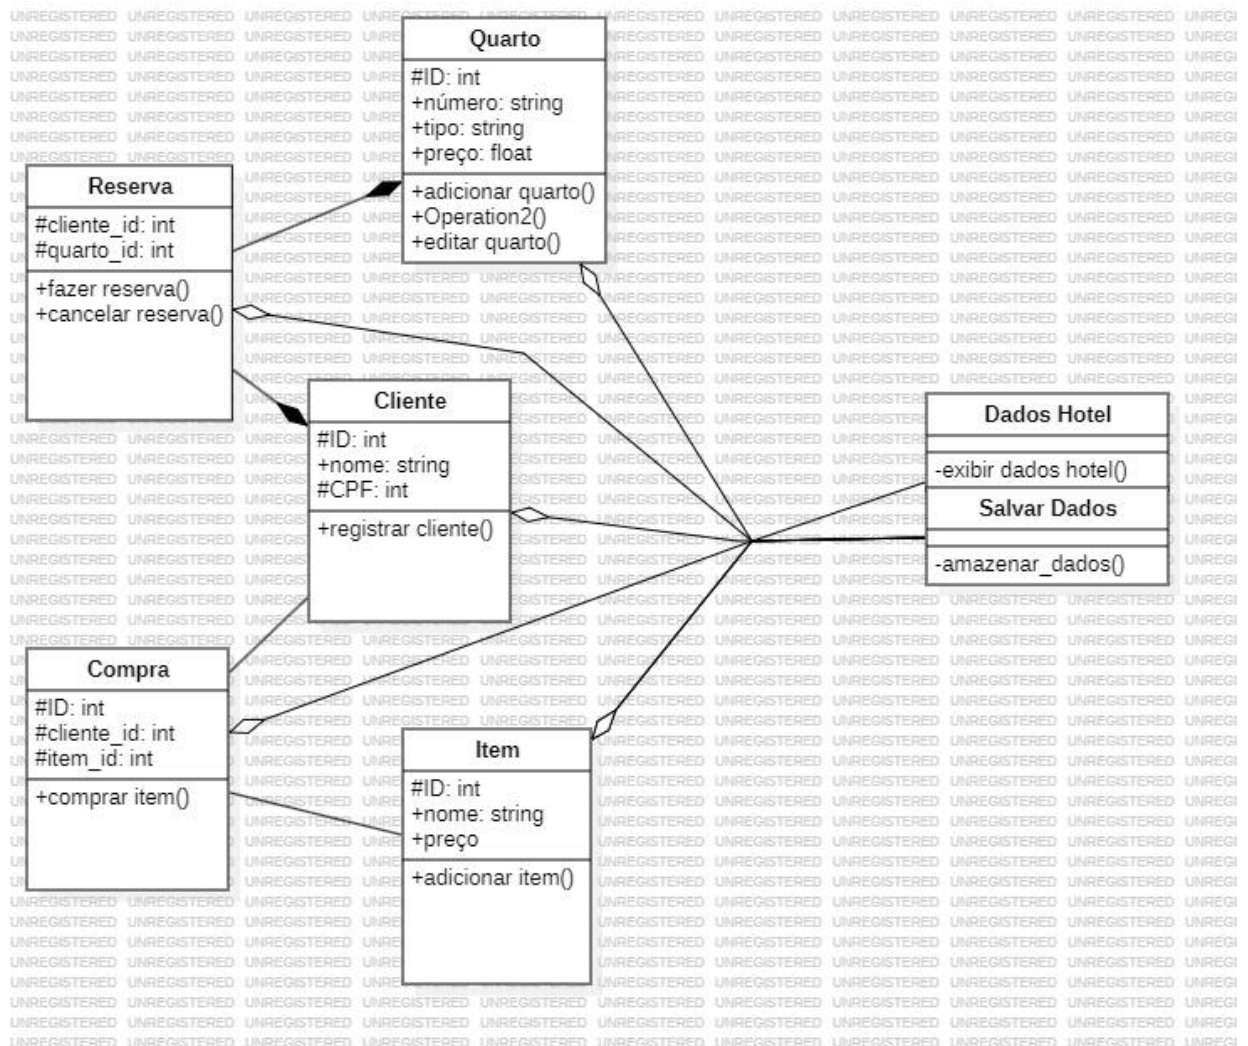 Quarto
#ID: int
+número: string
+tipo: string
+preço: float
+adicionar quarto()
+Operation2()
+editar quarto()
Reserva
#cliente_id: int
#quarto_id: int
+fazer reserva()
+cancelar reserva()
Cliente
#ID: int
+nome: string
#CPF: int
+registrar cliente()
Dados Hotel
-exibir dados hotel()
Salvar Dados
-amazenar_dados()
Compra
#ID: int
#cliente_id: int
#item_id: int
+comprar item()
Item
#ID: int
+nome: string
+preço
+adicionar item()
UNREGISTERED